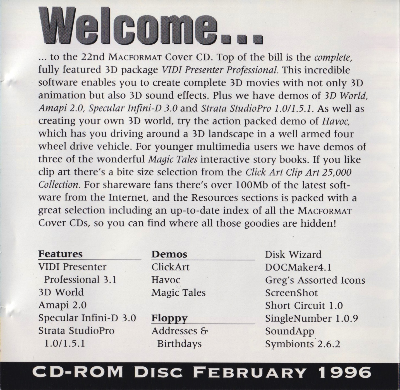 Welcome...
... to the 22nd MACFORMAT Cover CD. Top of the bill is the complete,
fully featured 3D package VIDI Presenter Professional. This incredible
software enables you to create complete 3D movies with not only 3D
animation but also 3D sound effects. Plus we have demos of 3D World,
Amapi 2.0, Specular Infini-D 3.0 and Strata StudioPro 1.0/1.5.1. As well as
creating your own 3D world, try the action packed demo of Havoc,
which has you driving around a 3D landscape in a well armed four
wheel drive vehicle. For younger multimedia users we have demos of
three of the wonderful Magic Tales interactive story books. If you like
clip art there's a bite size selection from the Click Art Clip Art 25,000
Collection. For shareware fans there's over 100Mb of the latest soft-
ware from the Internet, and the Resources sections is packed with a
great selection including an up-to-date index of all the MACFORMAT
Cover CDs, so you can find where all those goodies are hidden!
Features
VIDI Presenter
Professional 3.1
3D World
Amapi 2.0
Specular Infini-D 3.0
Strata StudioPro
1.0/1.5.1
Demos
ClickArt
Havoc
Magic Tales
Floppy
Addresses &
Birthdays
Disk Wizard
DOCMaker4.1
Greg's Assorted Icons
ScreenShot
Short Circuit 1.0
SingleNumber 1.0.9
SoundApp
Symbionts 2.6.2
CD-ROM DISC FEBRUARY 1996